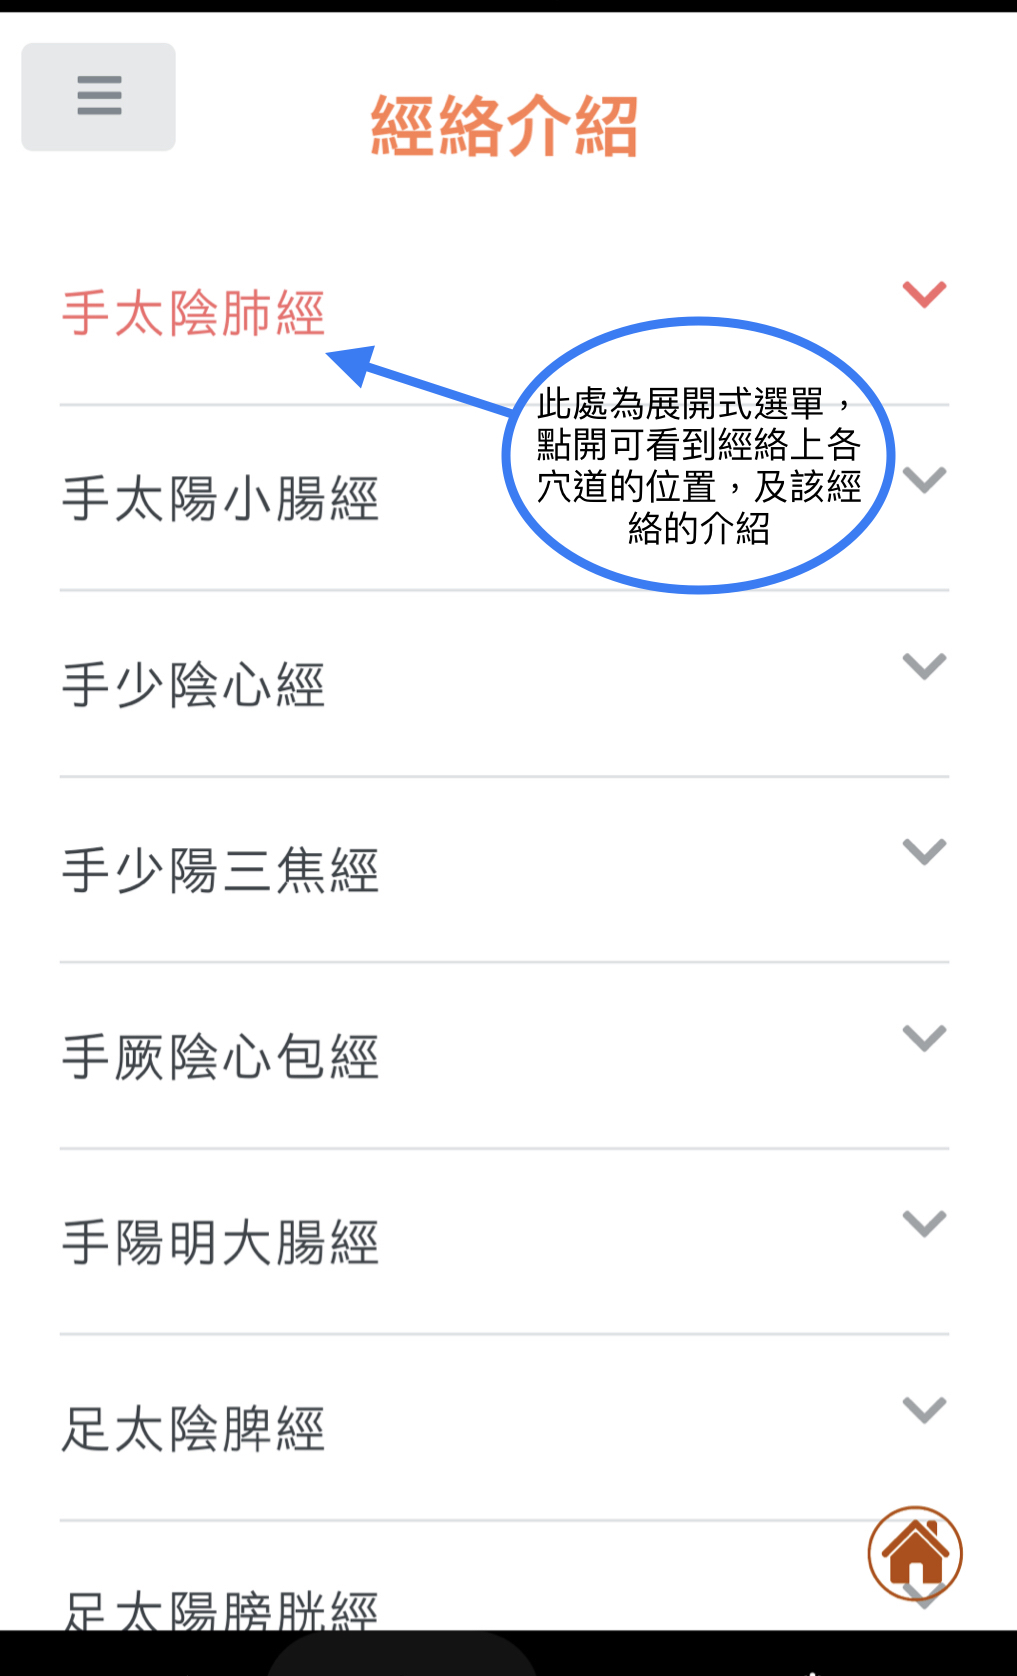 經絡介紹
手太陰肺經
此處為展開式選單，
點開可看到經絡上各
穴道的位置，及該經
絡的介紹
手太陽小腸經
手少陰心經
手少陽三焦經
手厥陰心包經
手陽明大腸經
足太陰脾經
足太陽膀胱經